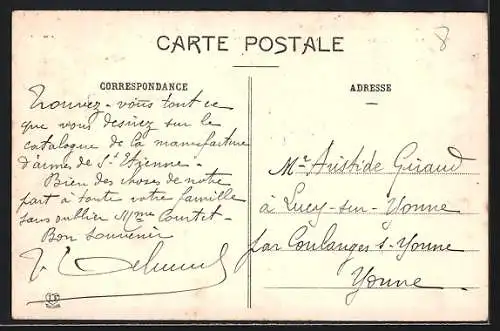 CARTE POSTALE
8
CORRESPONDANCE
Trouvez-vous tout ce
que vous désirez sur le
catalogue de la manufacture
d'armes de St Etienne.
Bien des choses de notre
part à toute votre famille
sans oublier Mme Courtet.
Bon souvenir
ADRESSE
Mr Aristide Giraud
à Lucy-sur-Yonne
par Coulanges s-Yonne
Yonne